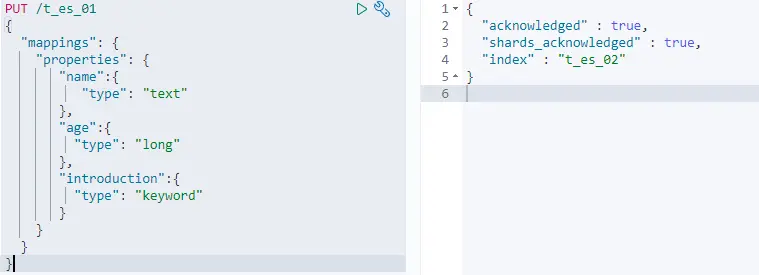 PUT /t_es_01
{
  "mappings": {
    "properties": {
      "name":{
        "type": "text"
      },
      "age":{
       "type": "long"
      },
      "introduction":{
       "type": "keyword"
      }
    }
  }
}
1 {
2   "acknowledged" : true,
3   "shards_acknowledged" : true,
4   "index" : "t_es_02"
5 }
6